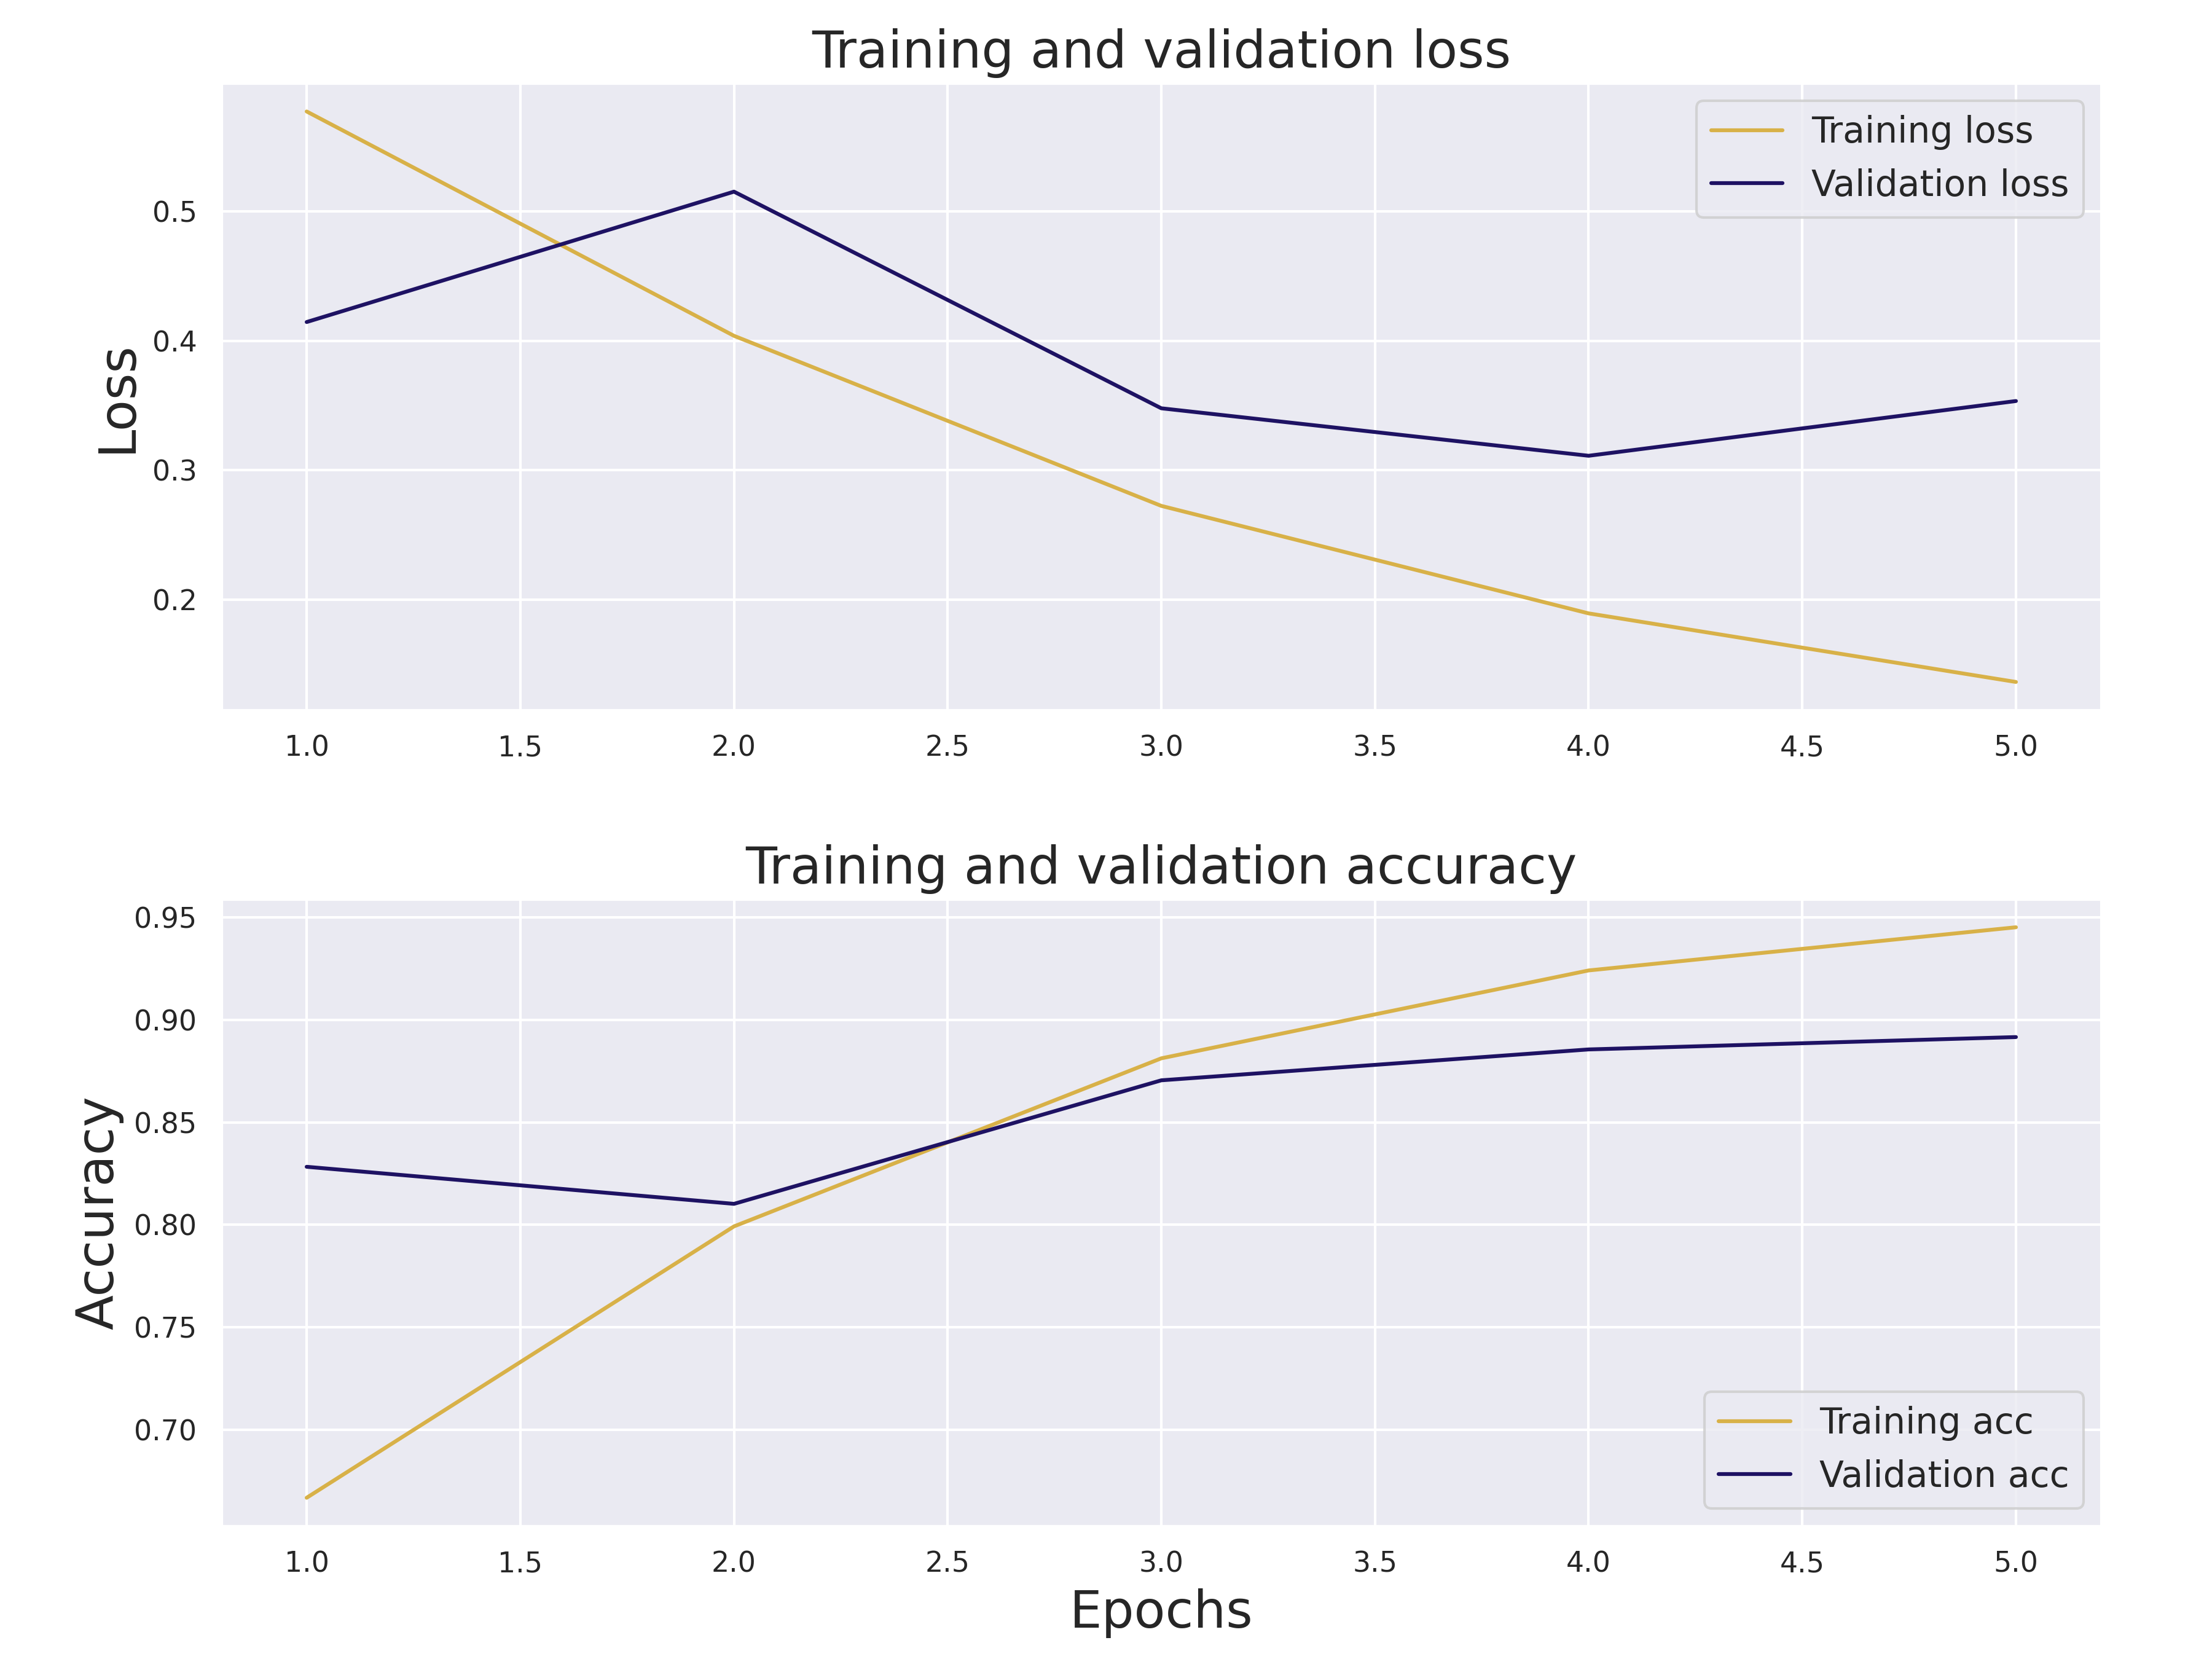 Training and validation loss
Training loss
Validation loss
Loss
0.5
0.4
0.3
0.2
1.0 1.5 2.0 2.5 3.0 3.5 4.0 4.5 5.0
Training and validation accuracy
Accuracy
0.95
0.90
0.85
0.80
0.75
0.70
Training acc
Validation acc
1.0 1.5 2.0 2.5 3.0 3.5 4.0 4.5 5.0
Epochs